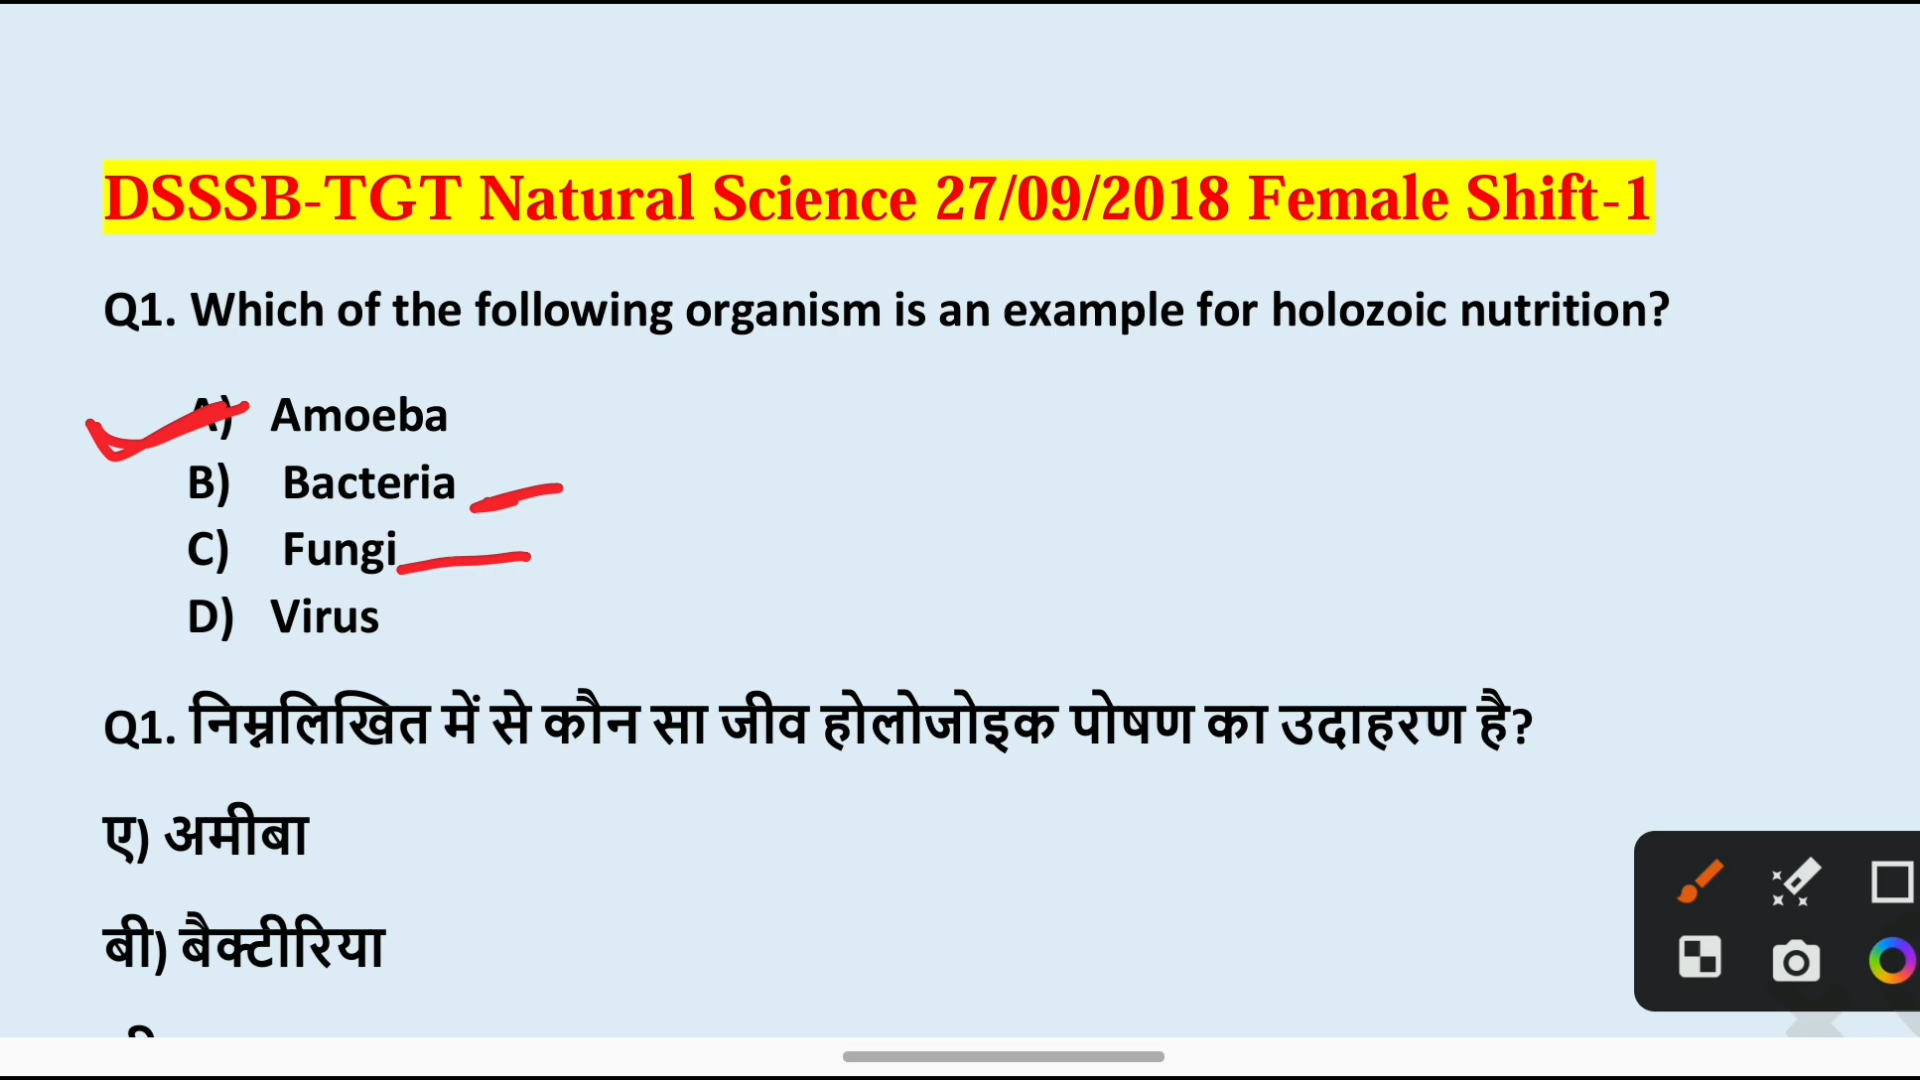 DSSSB-TGT Natural Science 27/09/2018 Female Shift-1
Q1. Which of the following organism is an example for holozoic nutrition?
A) Amoeba
B) Bacteria
C) Fungi
D) Virus
Q1. निम्नलिखित में से कौन सा जीव होलोजोइक पोषण का उदाहरण है?
ए) अमीबा
बी) बैक्टीरिया